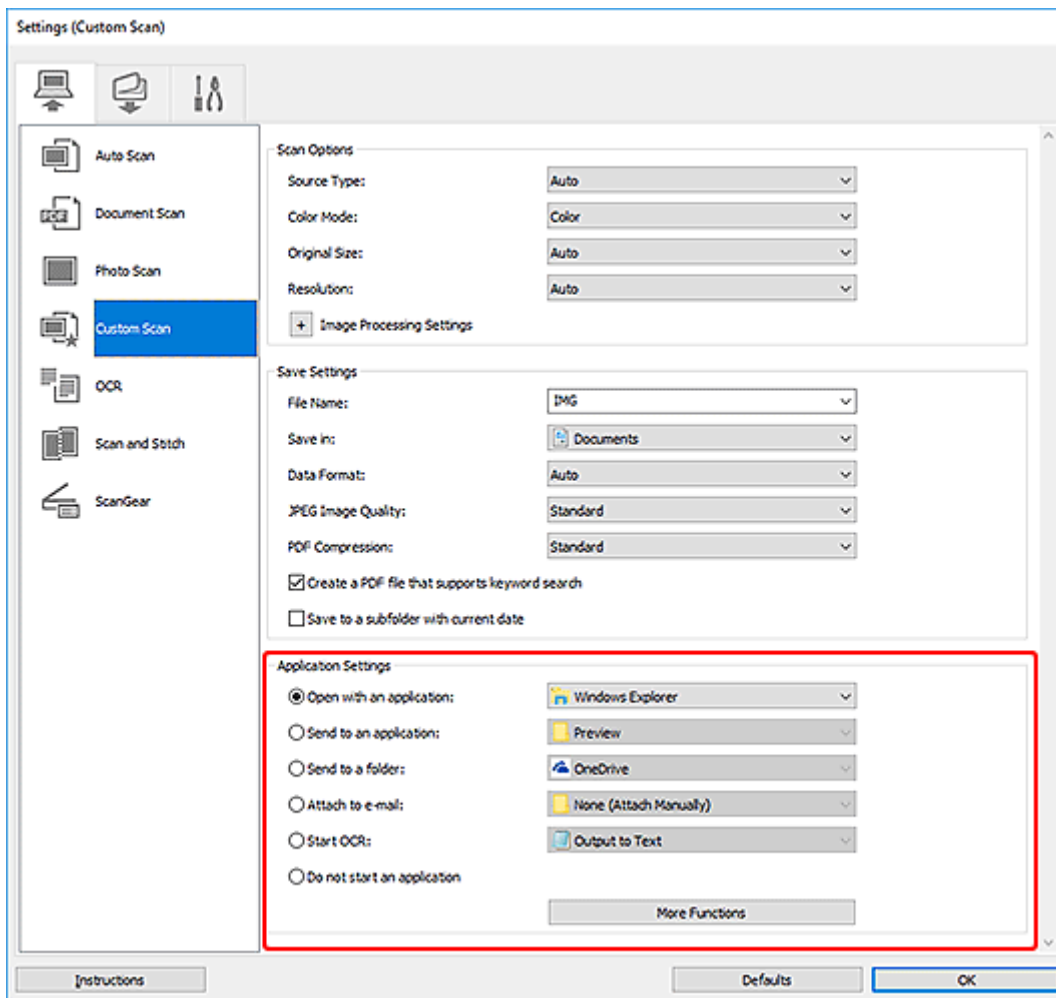 Settings (Custom Scan)
Auto Scan
Document Scan
Photo Scan
Custom Scan
OCR
Scan and Stitch
ScanGear
Scan Options
Source Type: Auto
Color Mode: Color
Original Size: Auto
Resolution: Auto
+ Image Processing Settings
Save Settings
File Name: IMG
Save in: Documents
Data Format: Auto
JPEG Image Quality: Standard
PDF Compression: Standard
Create a PDF file that supports keyword search
Save to a subfolder with current date
Application Settings
Open with an application: Windows Explorer
Send to an application: Preview
Send to a folder: OneDrive
Attach to e-mail: None (Attach Manually)
Start OCR: Output to Text
Do not start an application
More Functions
Instructions Defaults OK